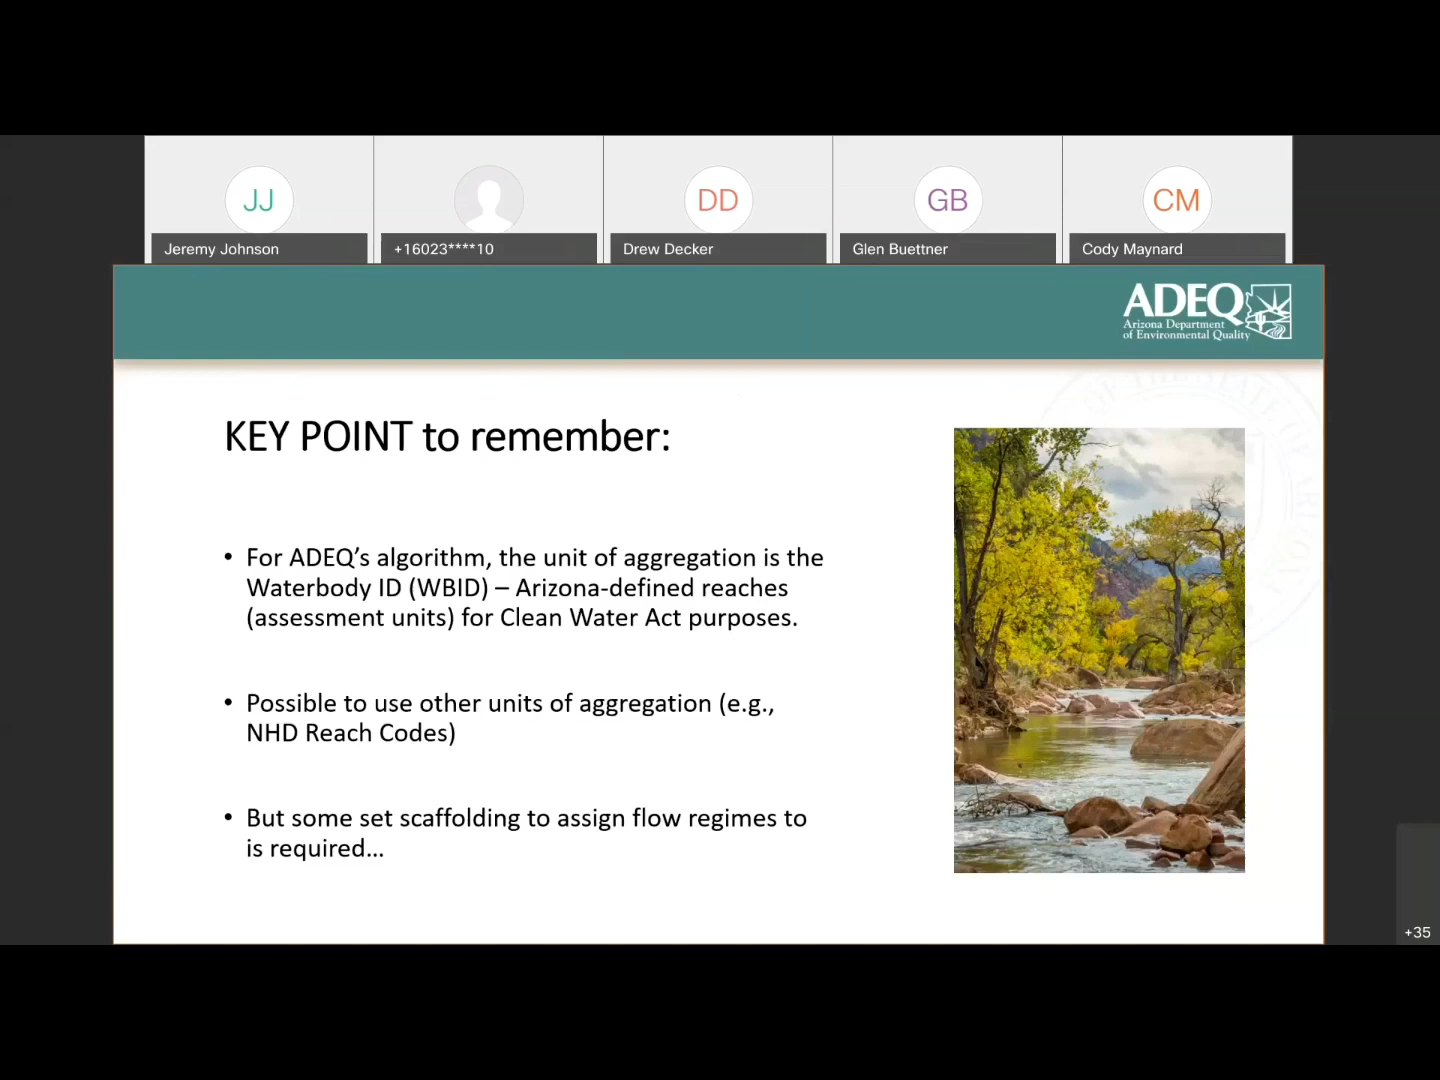 JJ
DD
GB
CM
Jeremy Johnson
+16023****10
Drew Decker
Glen Buettner
Cody Maynard
ADEQ
Arizona Department
of Environmental Quality
KEY POINT to remember:
• For ADEQ’s algorithm, the unit of aggregation is the
Waterbody ID (WBID) – Arizona-defined reaches
(assessment units) for Clean Water Act purposes.
• Possible to use other units of aggregation (e.g.,
NHD Reach Codes)
• But some set scaffolding to assign flow regimes to
is required…
+35